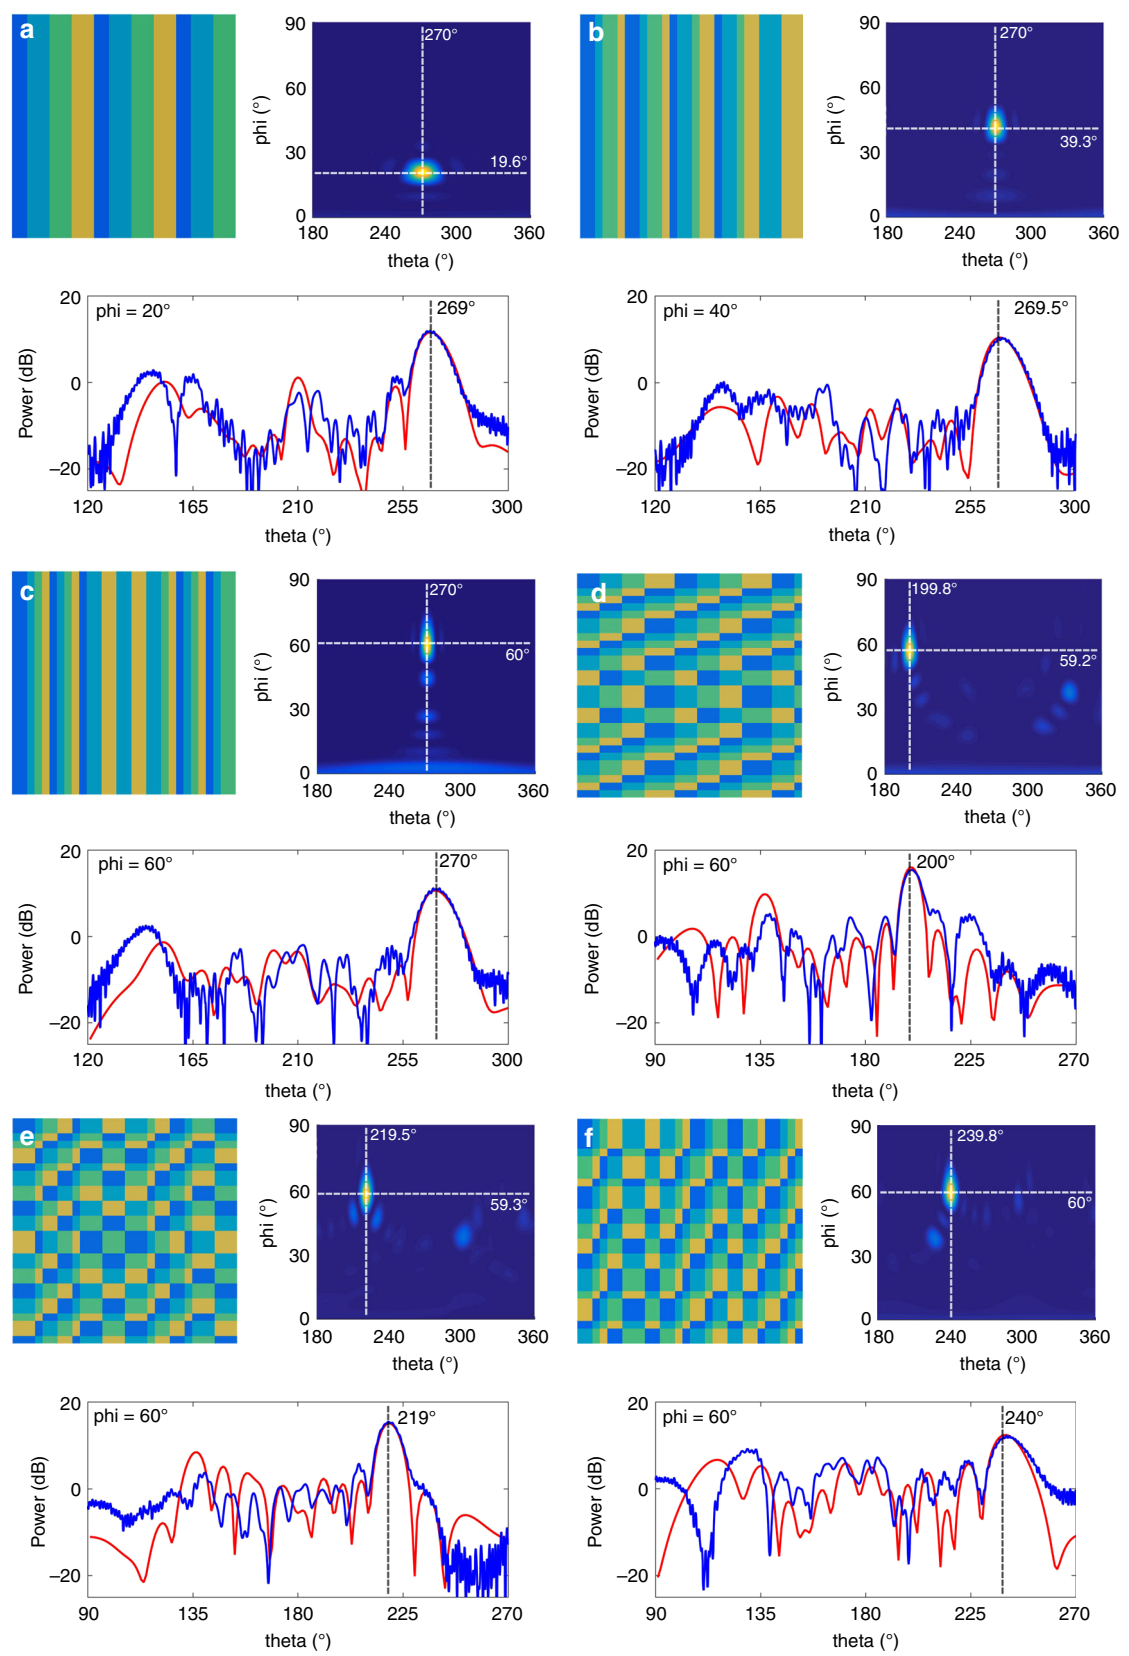 a
90
60
30
0
phi (°)
270°
19.6°
180 240 300 360
theta (°)
b
90
60
30
0
phi (°)
270°
39.3°
180 240 300 360
theta (°)
20
0
−20
Power (dB)
phi = 20°
269°
120 165 210 255 300
theta (°)
20
0
−20
Power (dB)
phi = 40°
269.5°
120 165 210 255 300
theta (°)
c
90
60
30
0
phi (°)
270°
60°
180 240 300 360
theta (°)
d
90
60
30
0
phi (°)
199.8°
59.2°
180 240 300 360
theta (°)
20
0
−20
Power (dB)
phi = 60°
270°
120 165 210 255 300
theta (°)
20
0
−20
Power (dB)
phi = 60°
200°
90 135 180 225 270
theta (°)
e
90
60
30
0
phi (°)
219.5°
59.3°
180 240 300 360
theta (°)
f
90
60
30
0
phi (°)
239.8°
60°
180 240 300 360
theta (°)
20
0
−20
Power (dB)
phi = 60°
219°
90 135 180 225 270
theta (°)
20
0
−20
Power (dB)
phi = 60°
240°
90 135 180 225 270
theta (°)